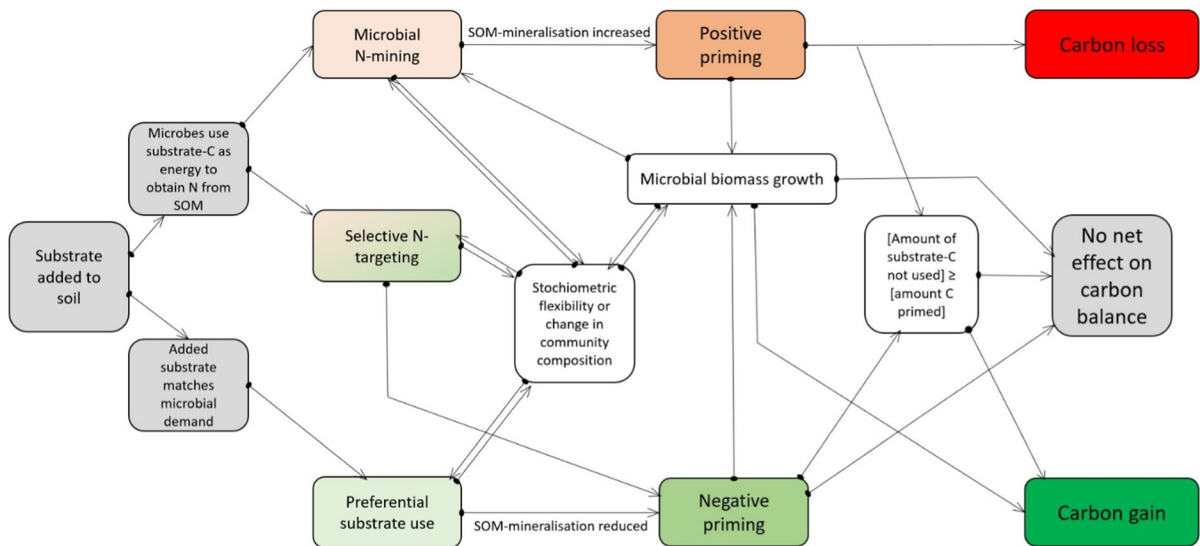 Microbial
N-mining
SOM-mineralisation increased
Positive
priming
Carbon loss
Microbes use
substrate-C as
energy to
obtain N from
SOM
Microbial biomass growth
Substrate
added to
soil
Selective N-
targeting
Stochiometric
flexibility or
change in
community
composition
[Amount of
substrate-C
not used] ≥
[amount C
primed]
No net
effect on
carbon
balance
Added
substrate
matches
microbial
demand
Preferential
substrate use
SOM-mineralisation reduced
Negative
priming
Carbon gain